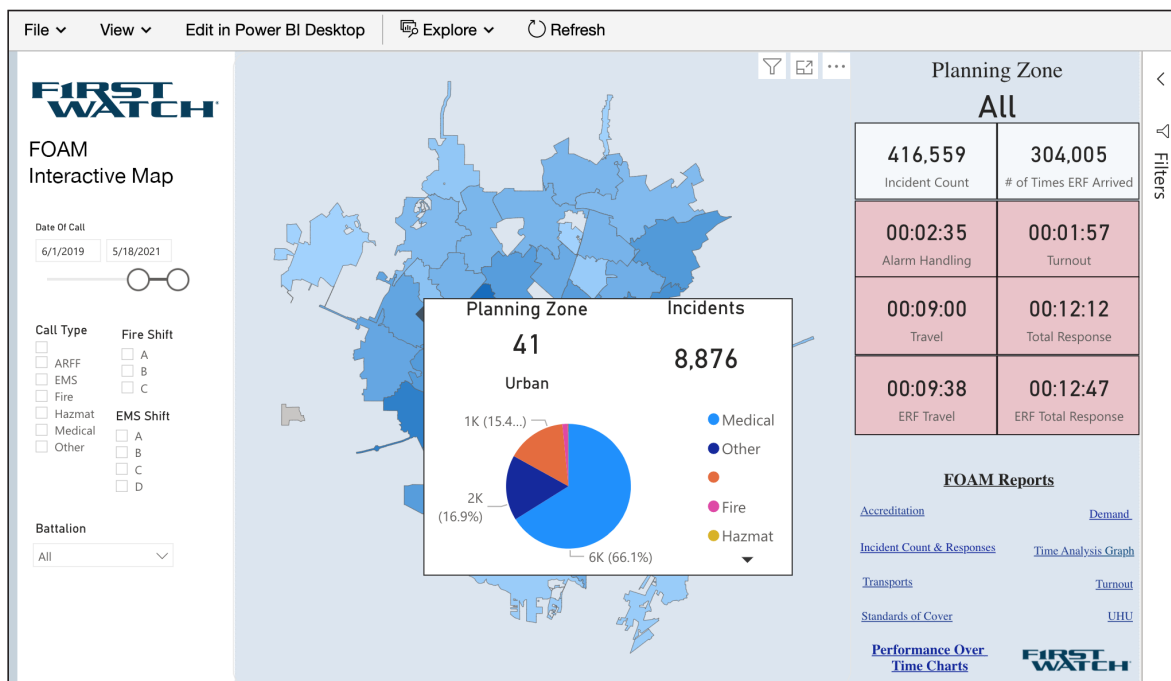 File View Edit in Power BI Desktop Explore Refresh
FIRST
WATCH
FOAM
Interactive Map
Date Of Call
6/1/2019 5/18/2021
Call Type
ARFF
EMS
Fire
Hazmat
Medical
Other
Fire Shift
A
B
C
EMS Shift
A
B
C
D
Battalion
All
Planning Zone
41
Urban
Incidents
8,876
1K (15.4...)
2K
(16.9%)
6K (66.1%)
Medical
Other
Fire
Hazmat
Planning Zone
All
416,559
Incident Count
304,005
# of Times ERF Arrived
00:02:35
Alarm Handling
00:01:57
Turnout
00:09:00
Travel
00:12:12
Total Response
00:09:38
ERF Travel
00:12:47
ERF Total Response
FOAM Reports
Accreditation
Demand
Incident Count & Responses
Time Analysis Graph
Transports
Turnout
Standards of Cover
UHU
Performance Over
Time Charts
FIRST
WATCH
Filters